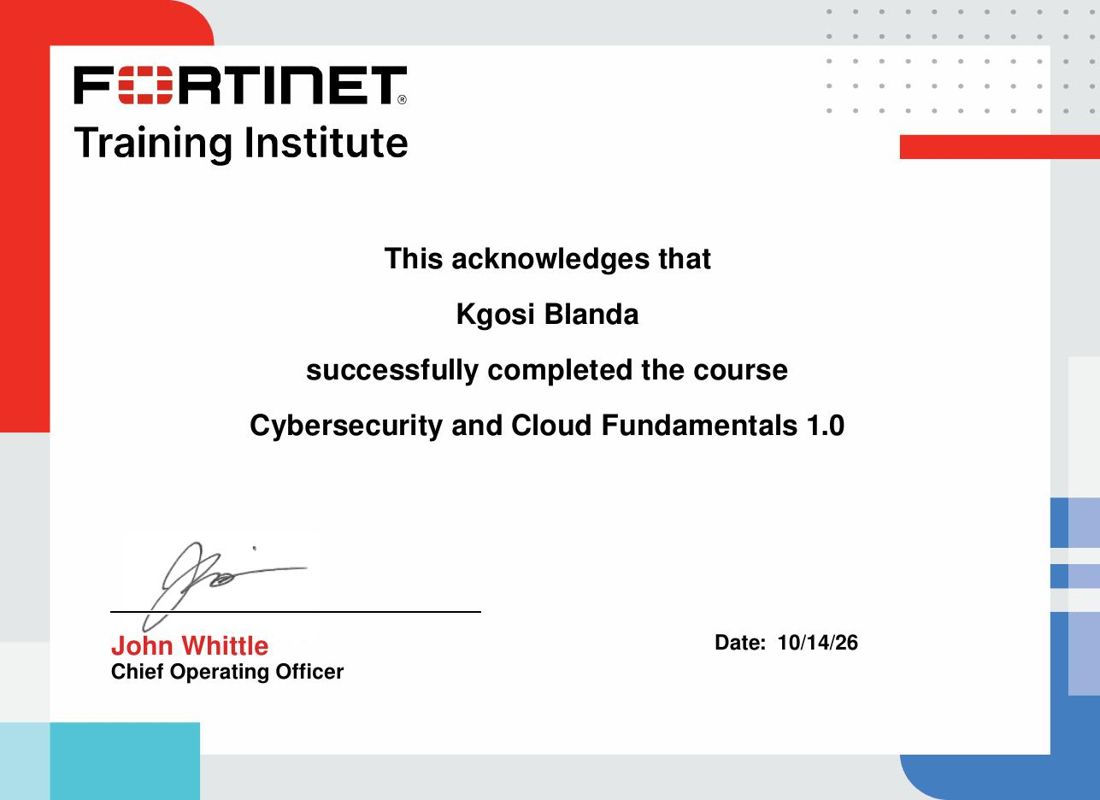 FORTINET®
Training Institute
This acknowledges that
Kgosi Blanda
successfully completed the course
Cybersecurity and Cloud Fundamentals 1.0
John Whittle
Chief Operating Officer
Date: 10/14/26